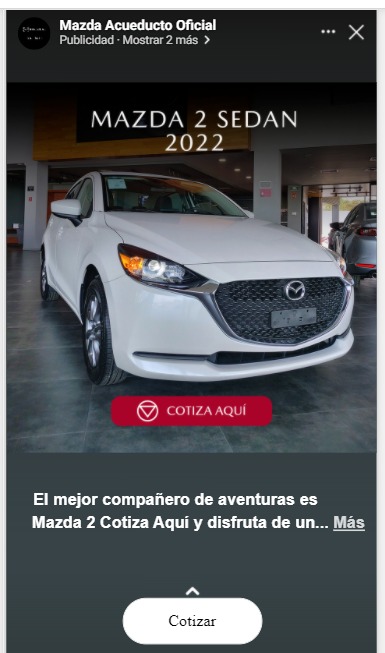 Mazda Acueducto Oficial
Publicidad · Mostrar 2 más >
MAZDA 2 SEDAN
2022
COTIZA AQUÍ
El mejor compañero de aventuras es
Mazda 2 Cotiza Aquí y disfruta de un... Más
Cotizar